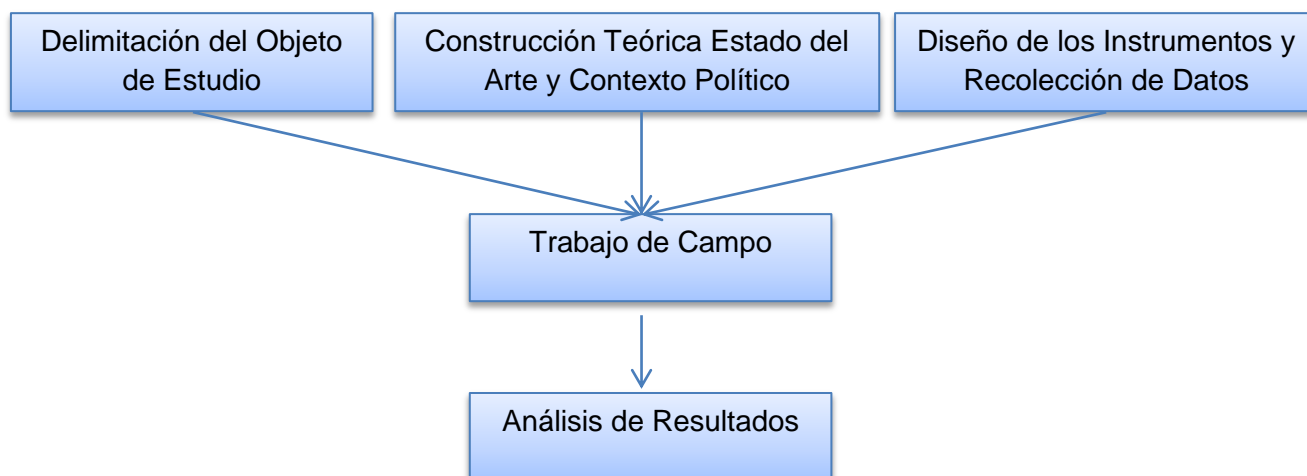 Delimitación del Objeto
de Estudio
Construcción Teórica Estado del
Arte y Contexto Político
Diseño de los Instrumentos y
Recolección de Datos
Trabajo de Campo
Análisis de Resultados